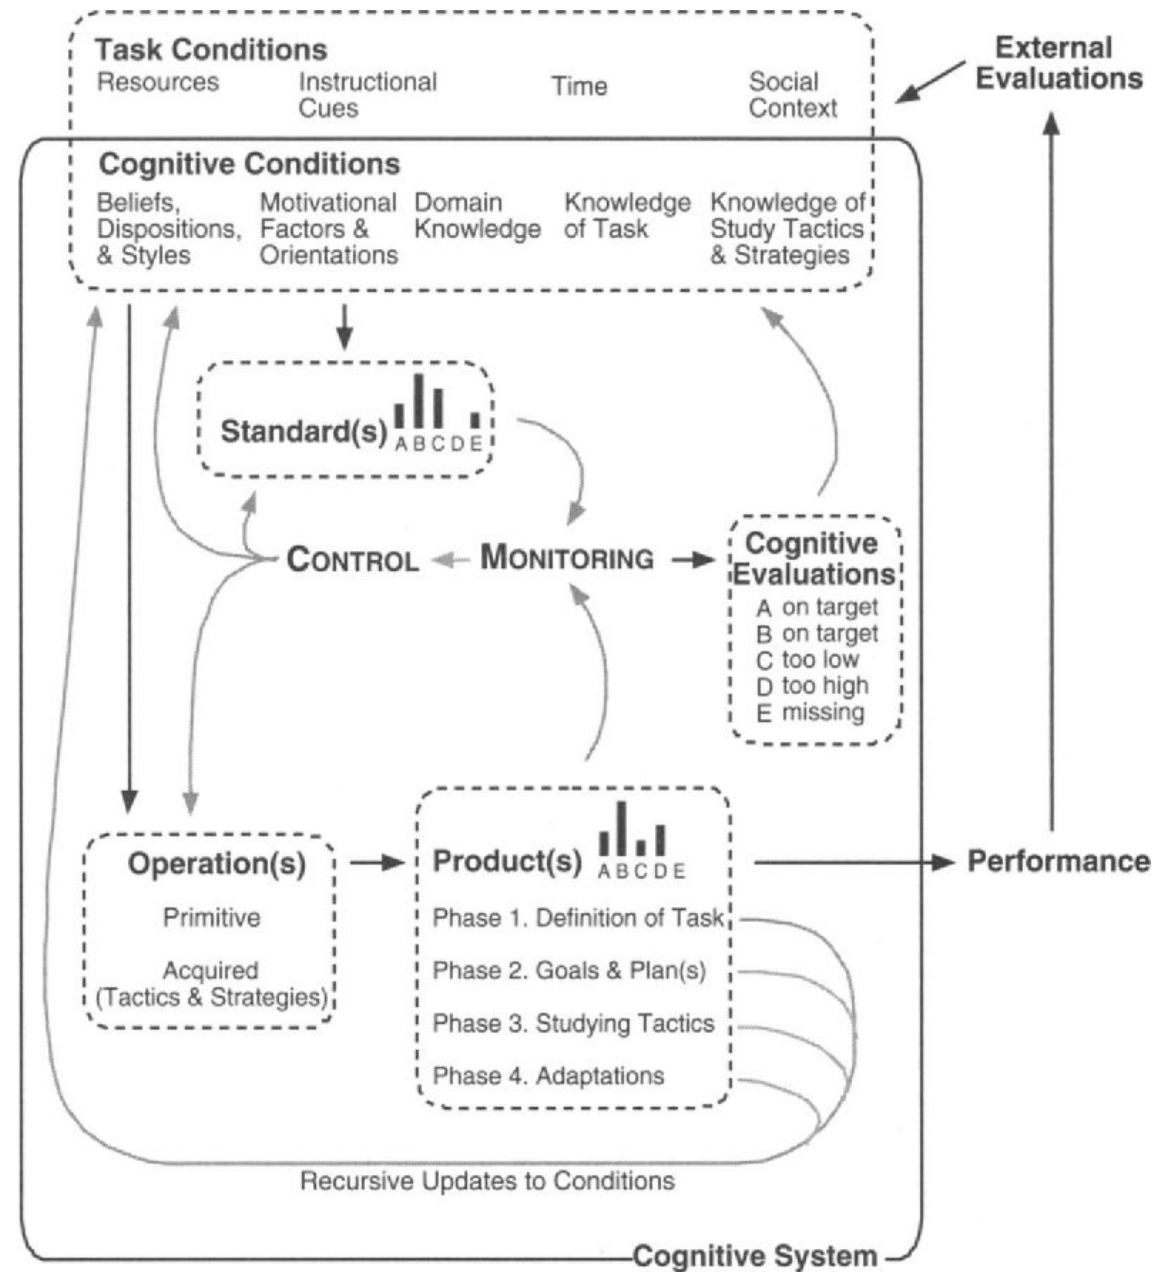 Task Conditions
Resources
Instructional
Cues
Time
Social
Context
External
Evaluations
Cognitive Conditions
Beliefs,
Dispositions,
& Styles
Motivational
Factors &
Orientations
Domain
Knowledge
Knowledge
of Task
Knowledge of
Study Tactics
& Strategies
Standard(s)
A B C D E
CONTROL
MONITORING
Cognitive
Evaluations
A on target
B on target
C too low
D too high
E missing
Operation(s)
Primitive
Acquired
(Tactics & Strategies)
Product(s)
A B C D E
Phase 1. Definition of Task
Phase 2. Goals & Plan(s)
Phase 3. Studying Tactics
Phase 4. Adaptations
Performance
Recursive Updates to Conditions
Cognitive System